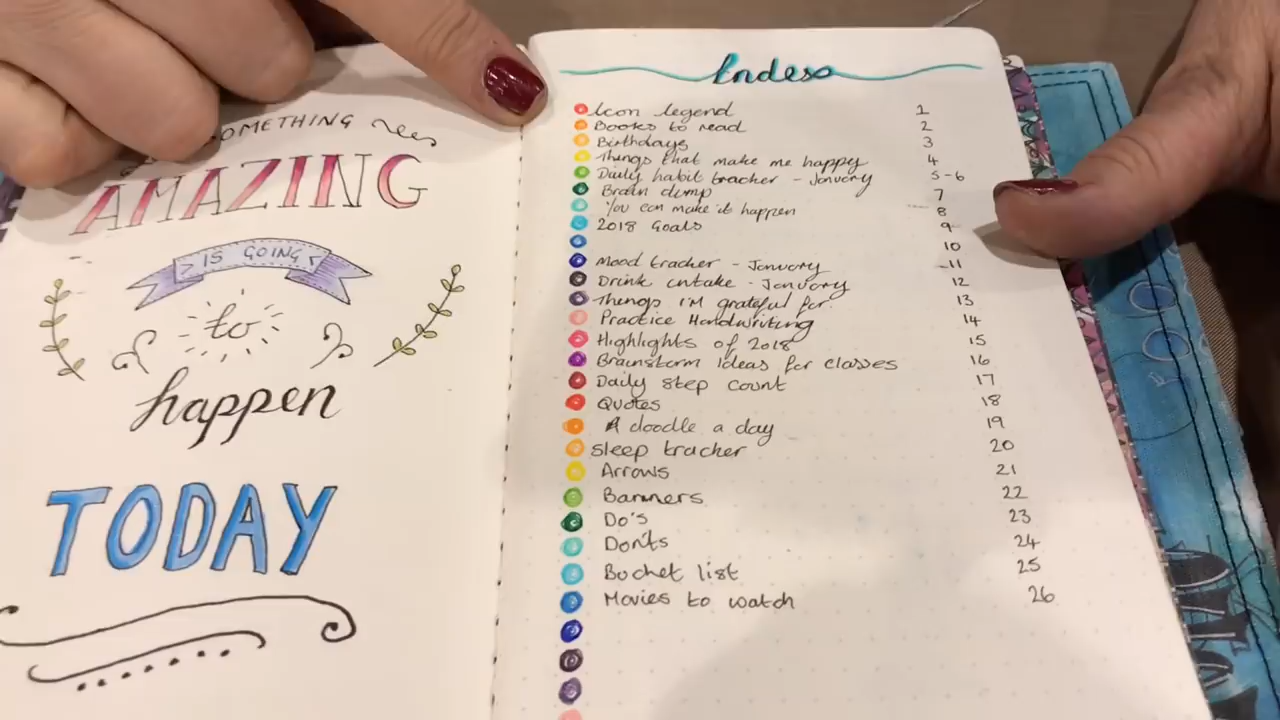 SOMETHING
AMAZING
IS GOING
to
happen
TODAY
Index
Icon legend 1
Books to read 2
Birthdays 3
Things that make me happy 4
Daily habit tracker - January 5-6
Brain dump 7
You can make it happen 8
2018 Goals 9
10
Mood tracker - January 11
Drink intake - January 12
Things I'M grateful for 13
Practice Handwriting 14
Highlights of 2018 15
Brainstorm Ideas for classes 16
Daily step count 17
Quotes 18
A doodle a day 19
Sleep tracker 20
Arrows 21
Banners 22
Do's 23
Don'ts 24
Bucket list 25
Movies to watch 26